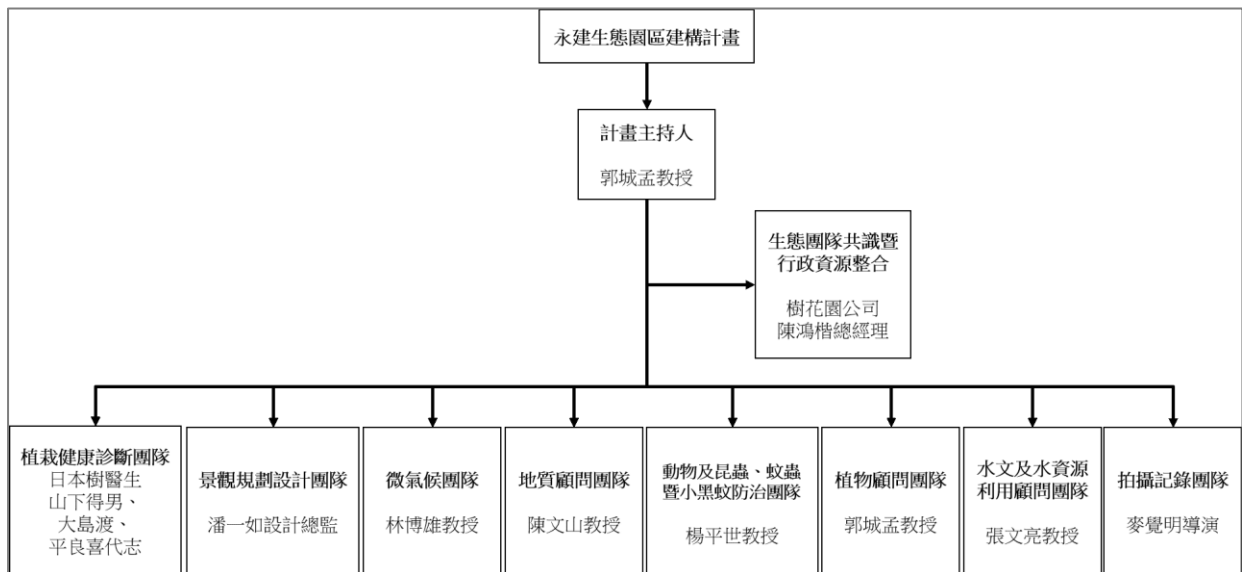 永建生態園區建構計畫
計畫主持人
郭城孟教授
生態團隊共識暨
行政資源整合
樹花園公司
陳鴻楷總經理
植栽健康診斷團隊
日本樹醫生
山下得男、
大島渡、
平良喜代志
景觀規劃設計團隊
潘一如設計總監
微氣候團隊
林博雄教授
地質顧問團隊
陳文山教授
動物及昆蟲、蚊蟲
暨小黑蚊防治團隊
楊平世教授
植物顧問團隊
郭城孟教授
水文及水資源
利用顧問團隊
張文亮教授
拍攝記錄團隊
麥覺明導演